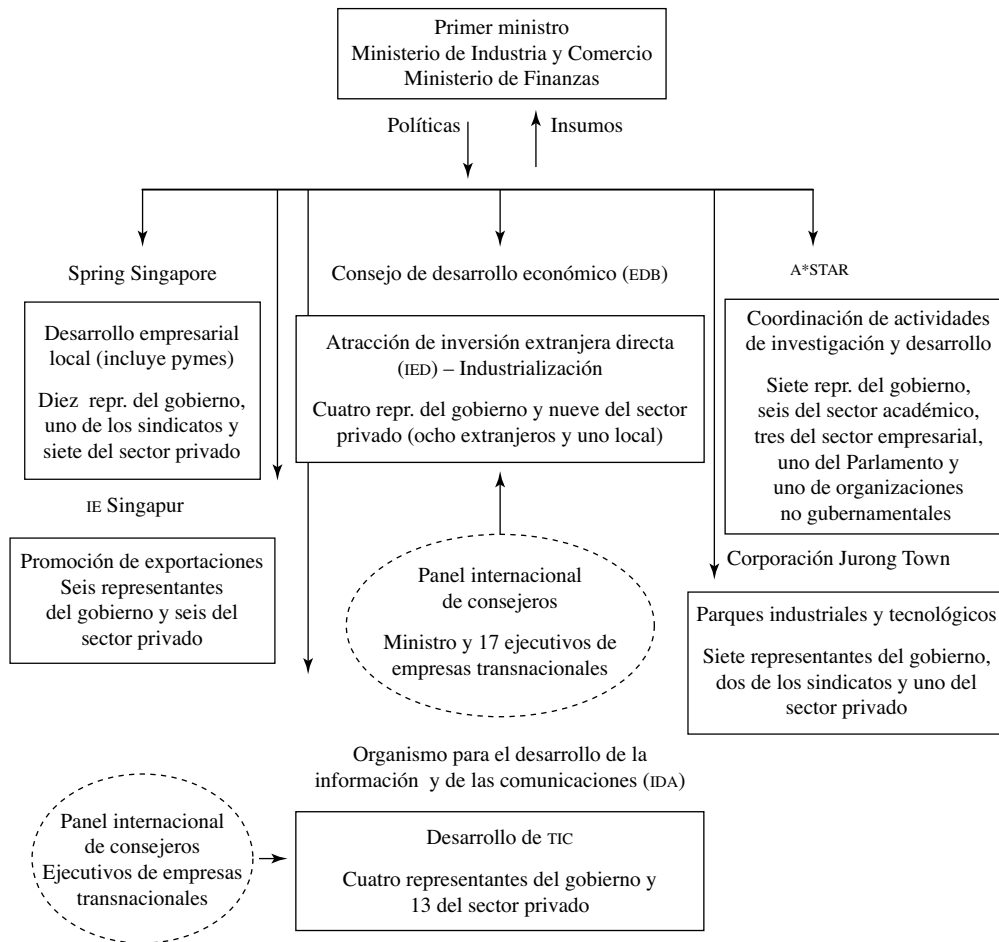 Primer ministro
Ministerio de Industria y Comercio
Ministerio de Finanzas
Políticas
Insumos
Spring Singapore
Desarrollo empresarial
local (incluye pymes)
Diez repr. del gobierno,
uno de los sindicatos y
siete del sector privado
IE Singapur
Promoción de exportaciones
Seis representantes
del gobierno y seis del
sector privado
Consejo de desarrollo económico (EDB)
Atracción de inversión extranjera directa
(IED) – Industrialización
Cuatro repr. del gobierno y nueve del sector
privado (ocho extranjeros y uno local)
Panel internacional
de consejeros
Ministro y 17 ejecutivos de
empresas transnacionales
A*STAR
Coordinación de actividades
de investigación y desarrollo
Siete repr. del gobierno,
seis del sector académico,
tres del sector empresarial,
uno del Parlamento y
uno de organizaciones
no gubernamentales
Corporación Jurong Town
Parques industriales y tecnológicos
Siete representantes del gobierno,
dos de los sindicatos y uno del
sector privado
Organismo para el desarrollo de la
información y de las comunicaciones (IDA)
Panel internacional
de consejeros
Ejecutivos de empresas
transnacionales
Desarrollo de TIC
Cuatro representantes del gobierno y
13 del sector privado